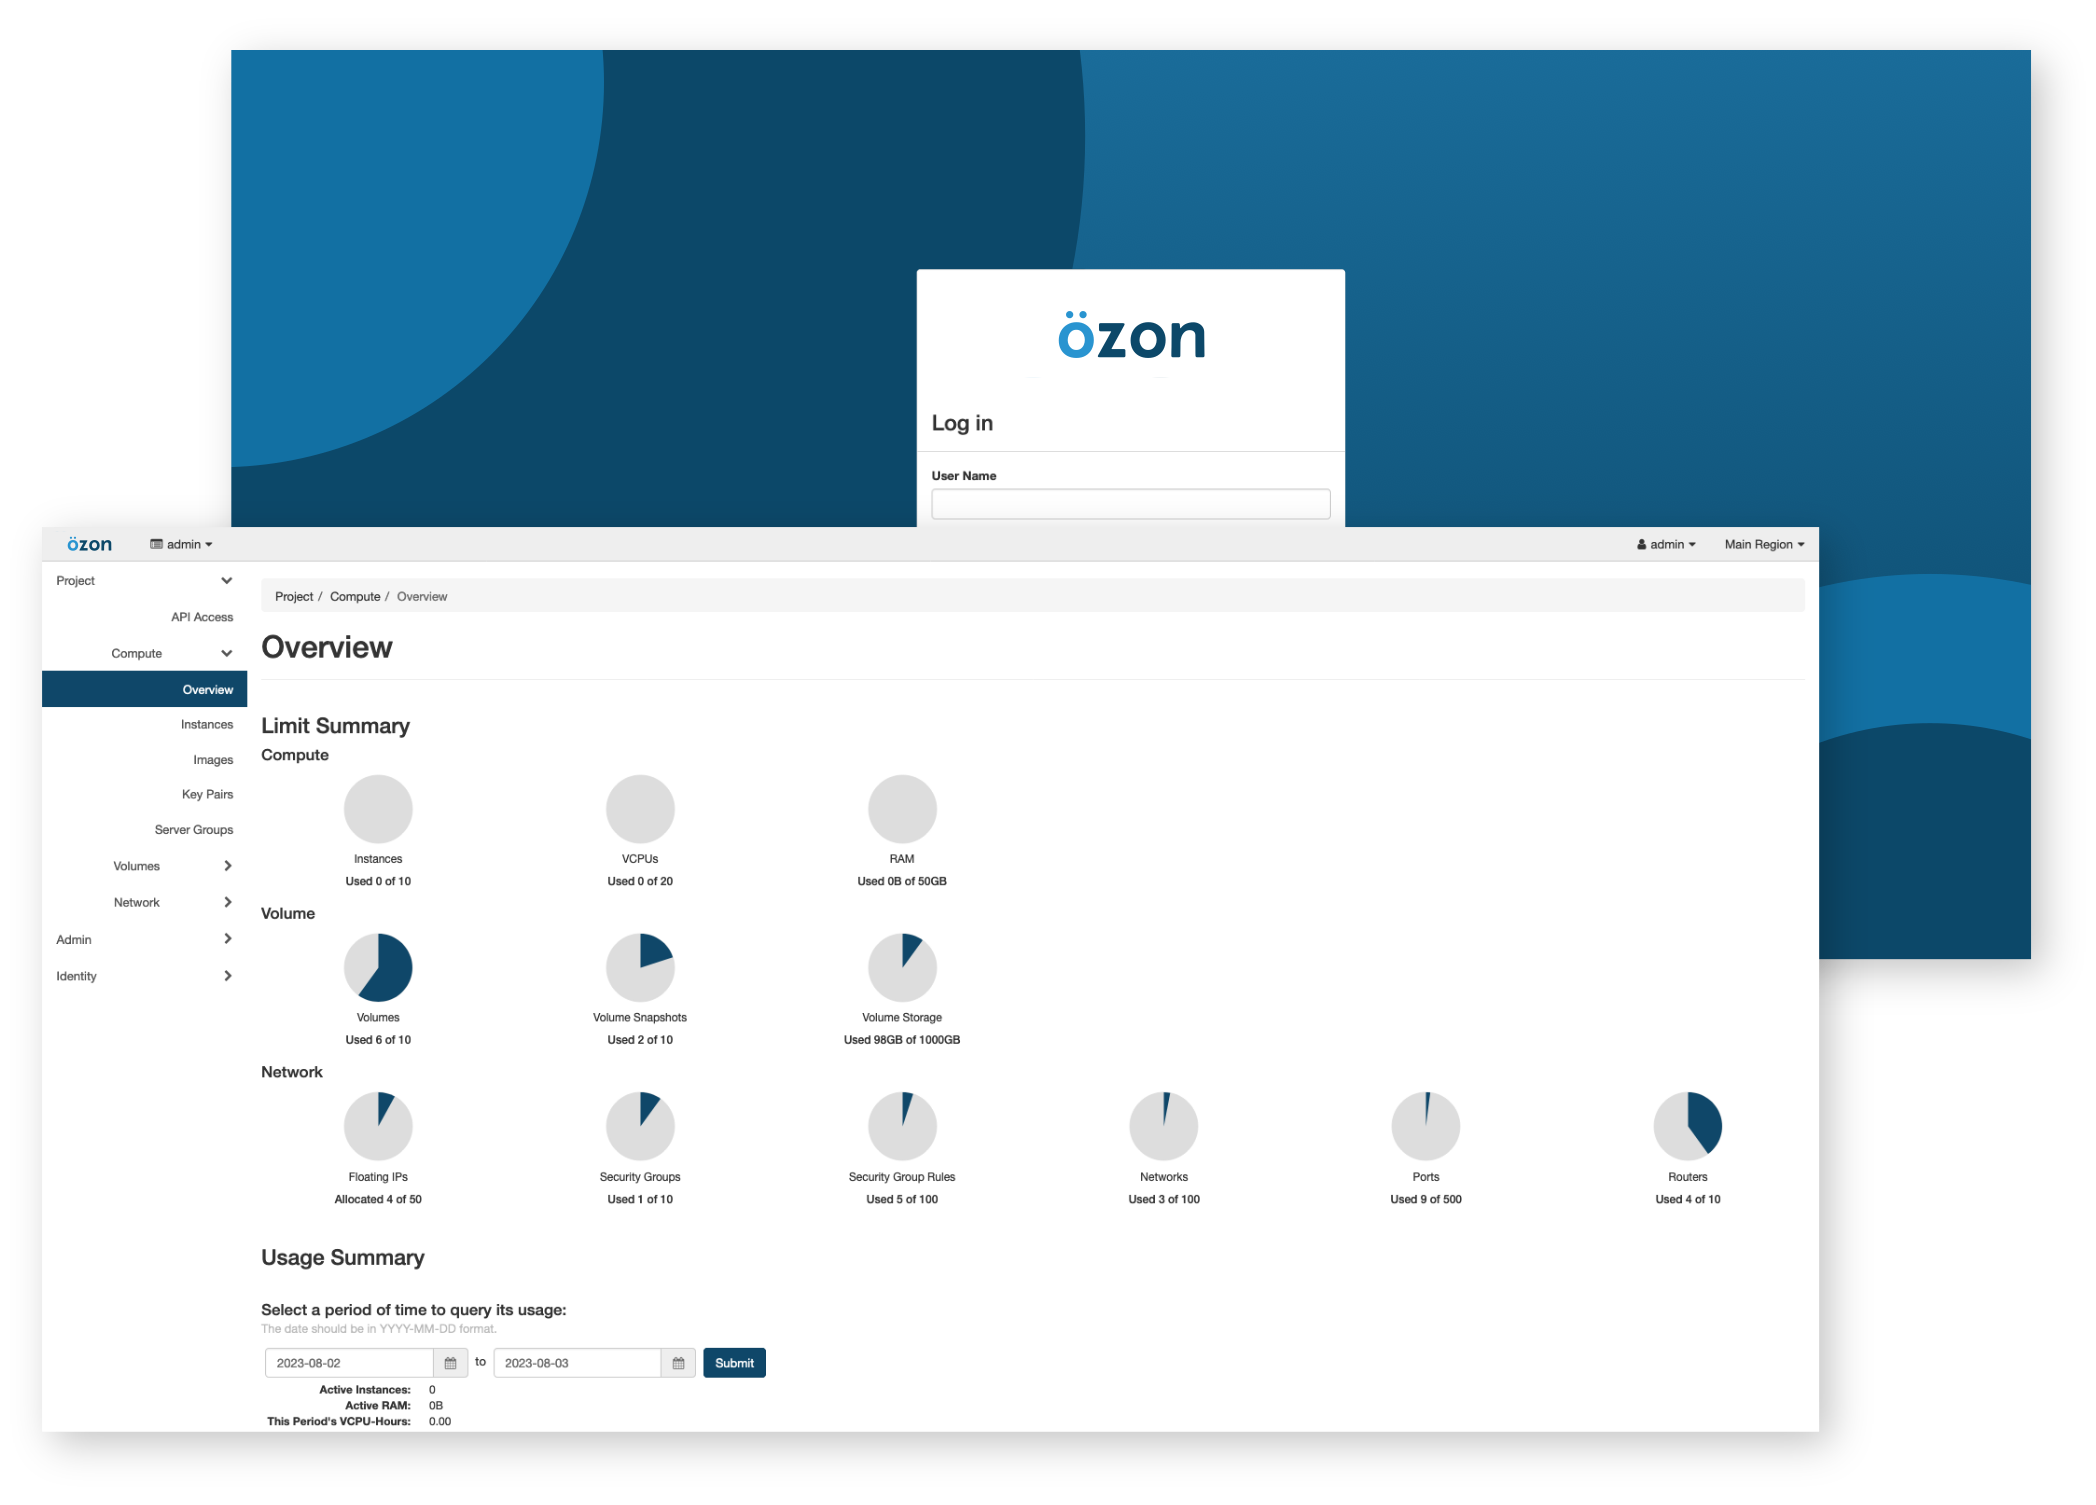 özon
Log in
User Name
özon admin admin Main Region
Project
API Access
Compute
Overview
Instances
Images
Key Pairs
Server Groups
Volumes
Network
Admin
Identity
Project / Compute / Overview
Overview
Limit Summary
Compute
Instances
Used 0 of 10
VCPUs
Used 0 of 20
RAM
Used 0B of 50GB
Volume
Volumes
Used 6 of 10
Volume Snapshots
Used 2 of 10
Volume Storage
Used 98GB of 1000GB
Network
Floating IPs
Allocated 4 of 50
Security Groups
Used 1 of 10
Security Group Rules
Used 5 of 100
Networks
Used 3 of 100
Ports
Used 9 of 500
Routers
Used 4 of 10
Usage Summary
Select a period of time to query its usage:
The date should be in YYYY-MM-DD format.
2023-08-02 to 2023-08-03 Submit
Active Instances: 0
Active RAM: 0B
This Period's VCPU-Hours: 0.00